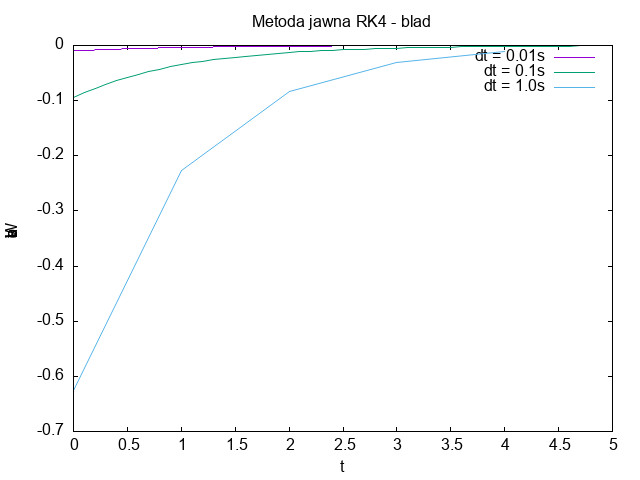 Metoda jawna RK4 - blad
0
-0.1
-0.2
-0.3
-0.4
-0.5
-0.6
-0.7
dt = 0.01s
dt = 0.1s
dt = 1.0s
0 0.5 1 1.5 2 2.5 3 3.5 4 4.5 5
t